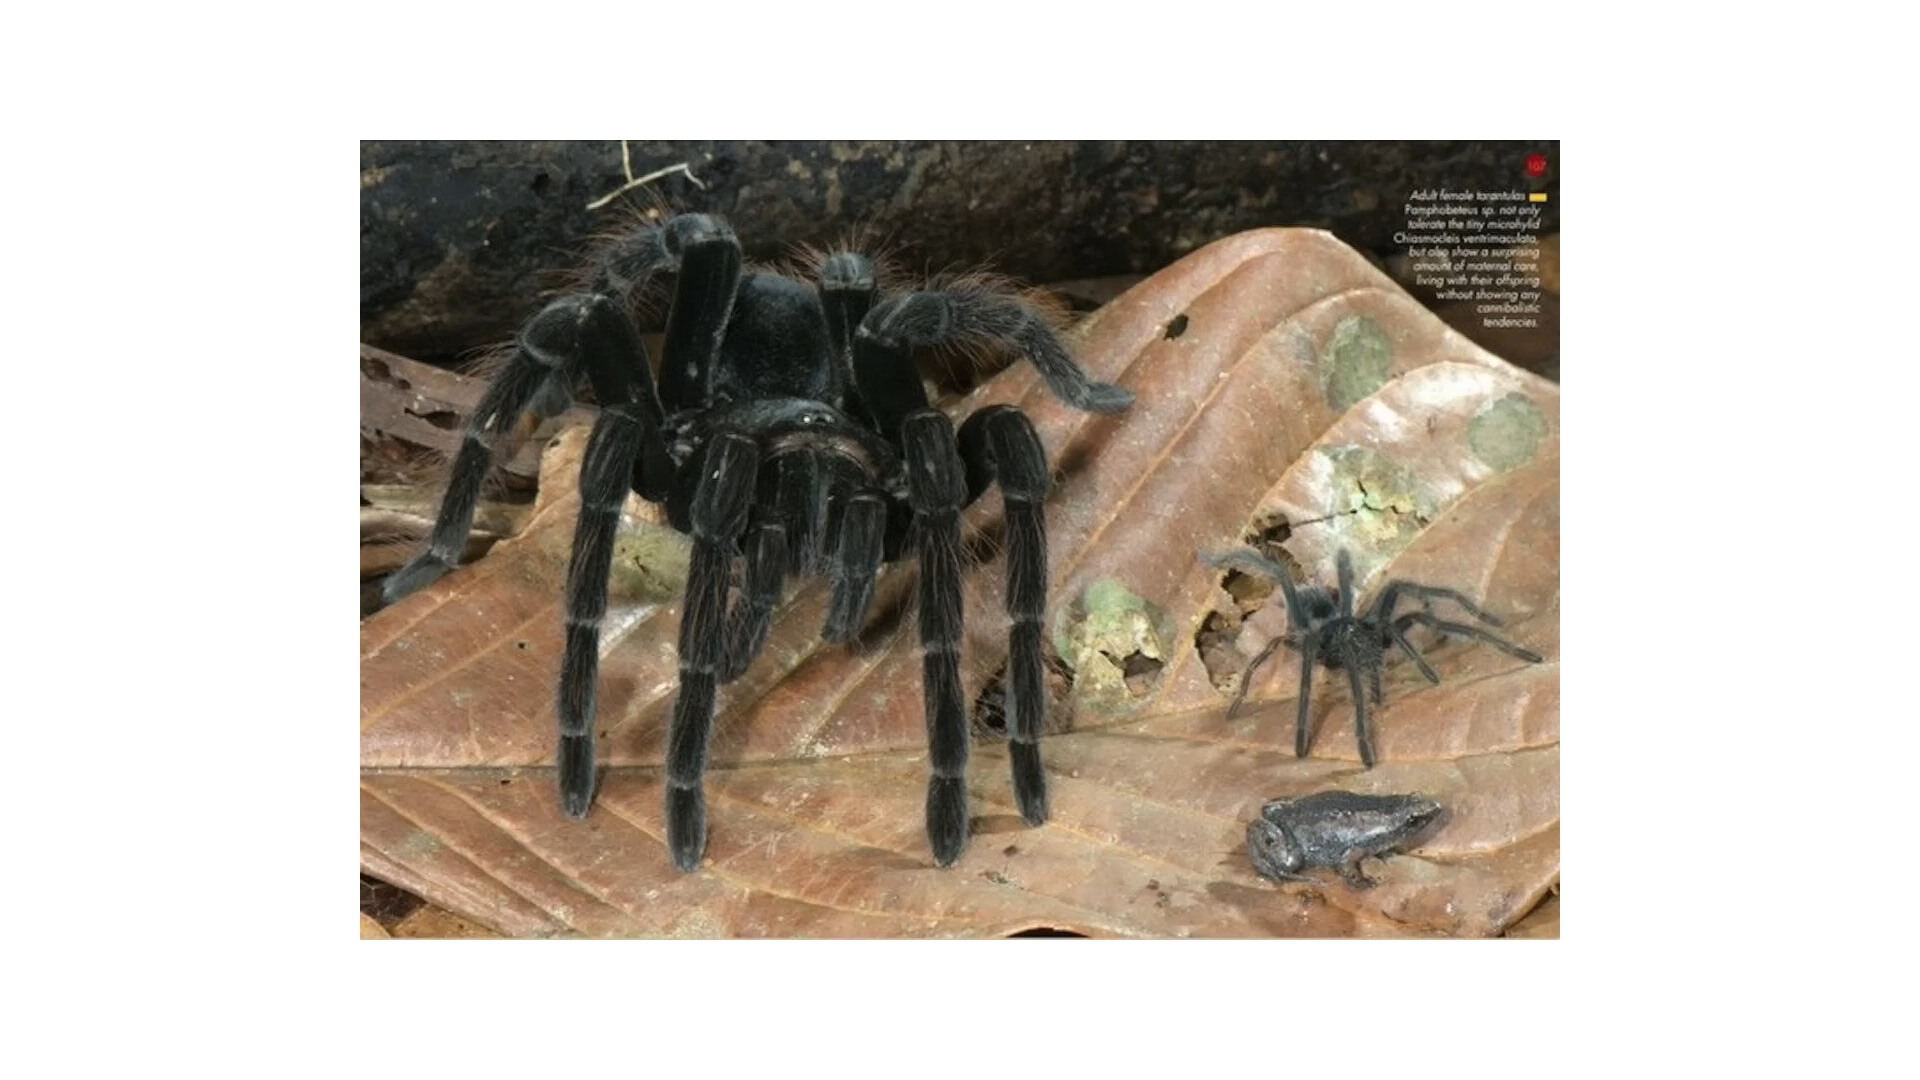 107
Adult female tarantulas
Pamphobeteus sp. not only
tolerate the tiny microhylid
Chiasmocleis ventrimaculata,
but also show a surprising
amount of maternal care,
living with their offspring
without showing any
cannibalistic
tendencies.